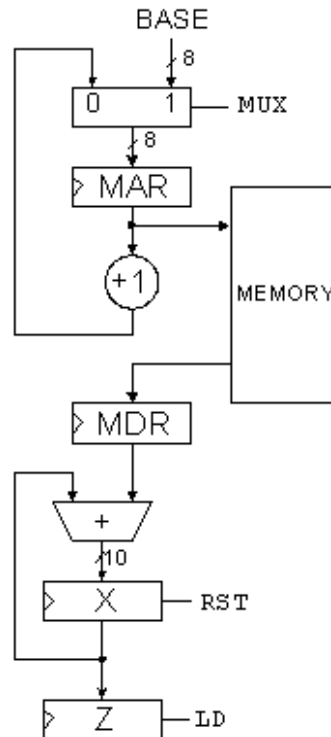 BASE
8
0 1 MUX
8
MAR
+1
MEMORY
MDR
+
10
X RST
Z LD